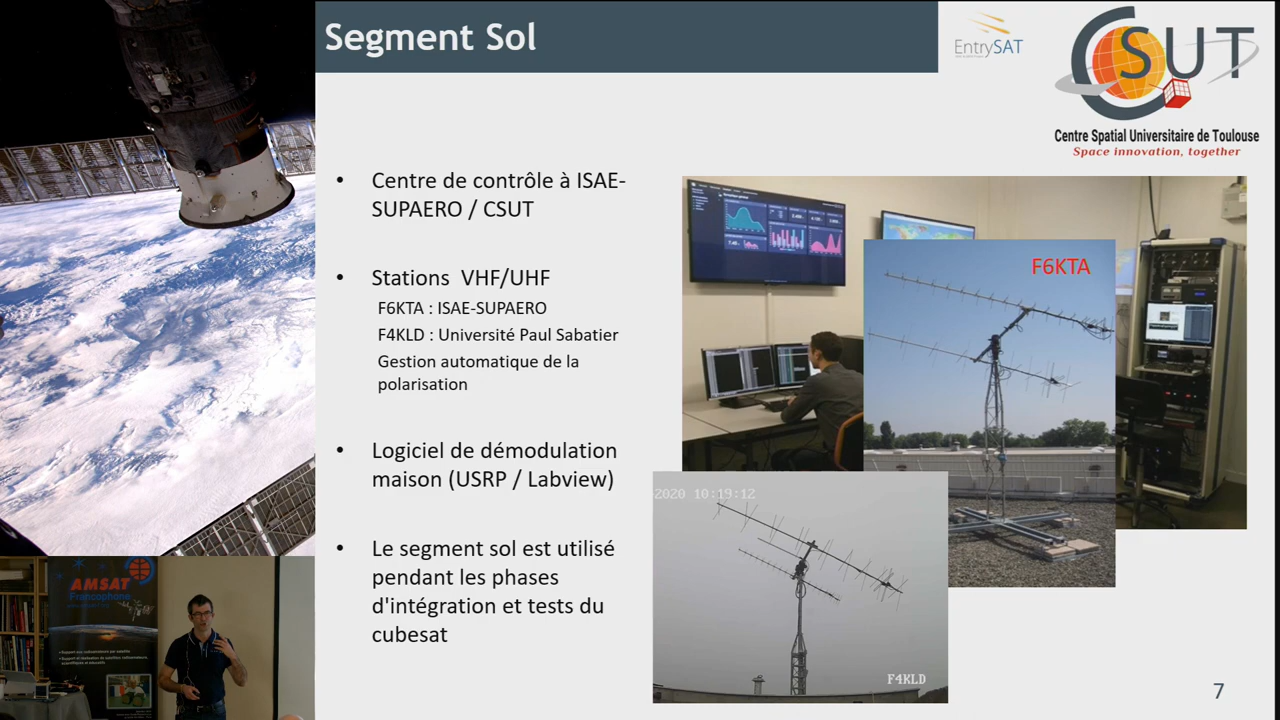 Segment Sol
EntrySAT
CSUT
Centre Spatial Universitaire de Toulouse
Space innovation, together
• Centre de contrôle à ISAE-
SUPAERO / CSUT
• Stations VHF/UHF
F6KTA : ISAE-SUPAERO
F4KLD : Université Paul Sabatier
Gestion automatique de la
polarisation
• Logiciel de démodulation
maison (USRP / Labview)
• Le segment sol est utilisé
pendant les phases
d'intégration et tests du
cubesat
F6KTA
2020 10:19:12
F4KLD
AMSAT
Francophone
7